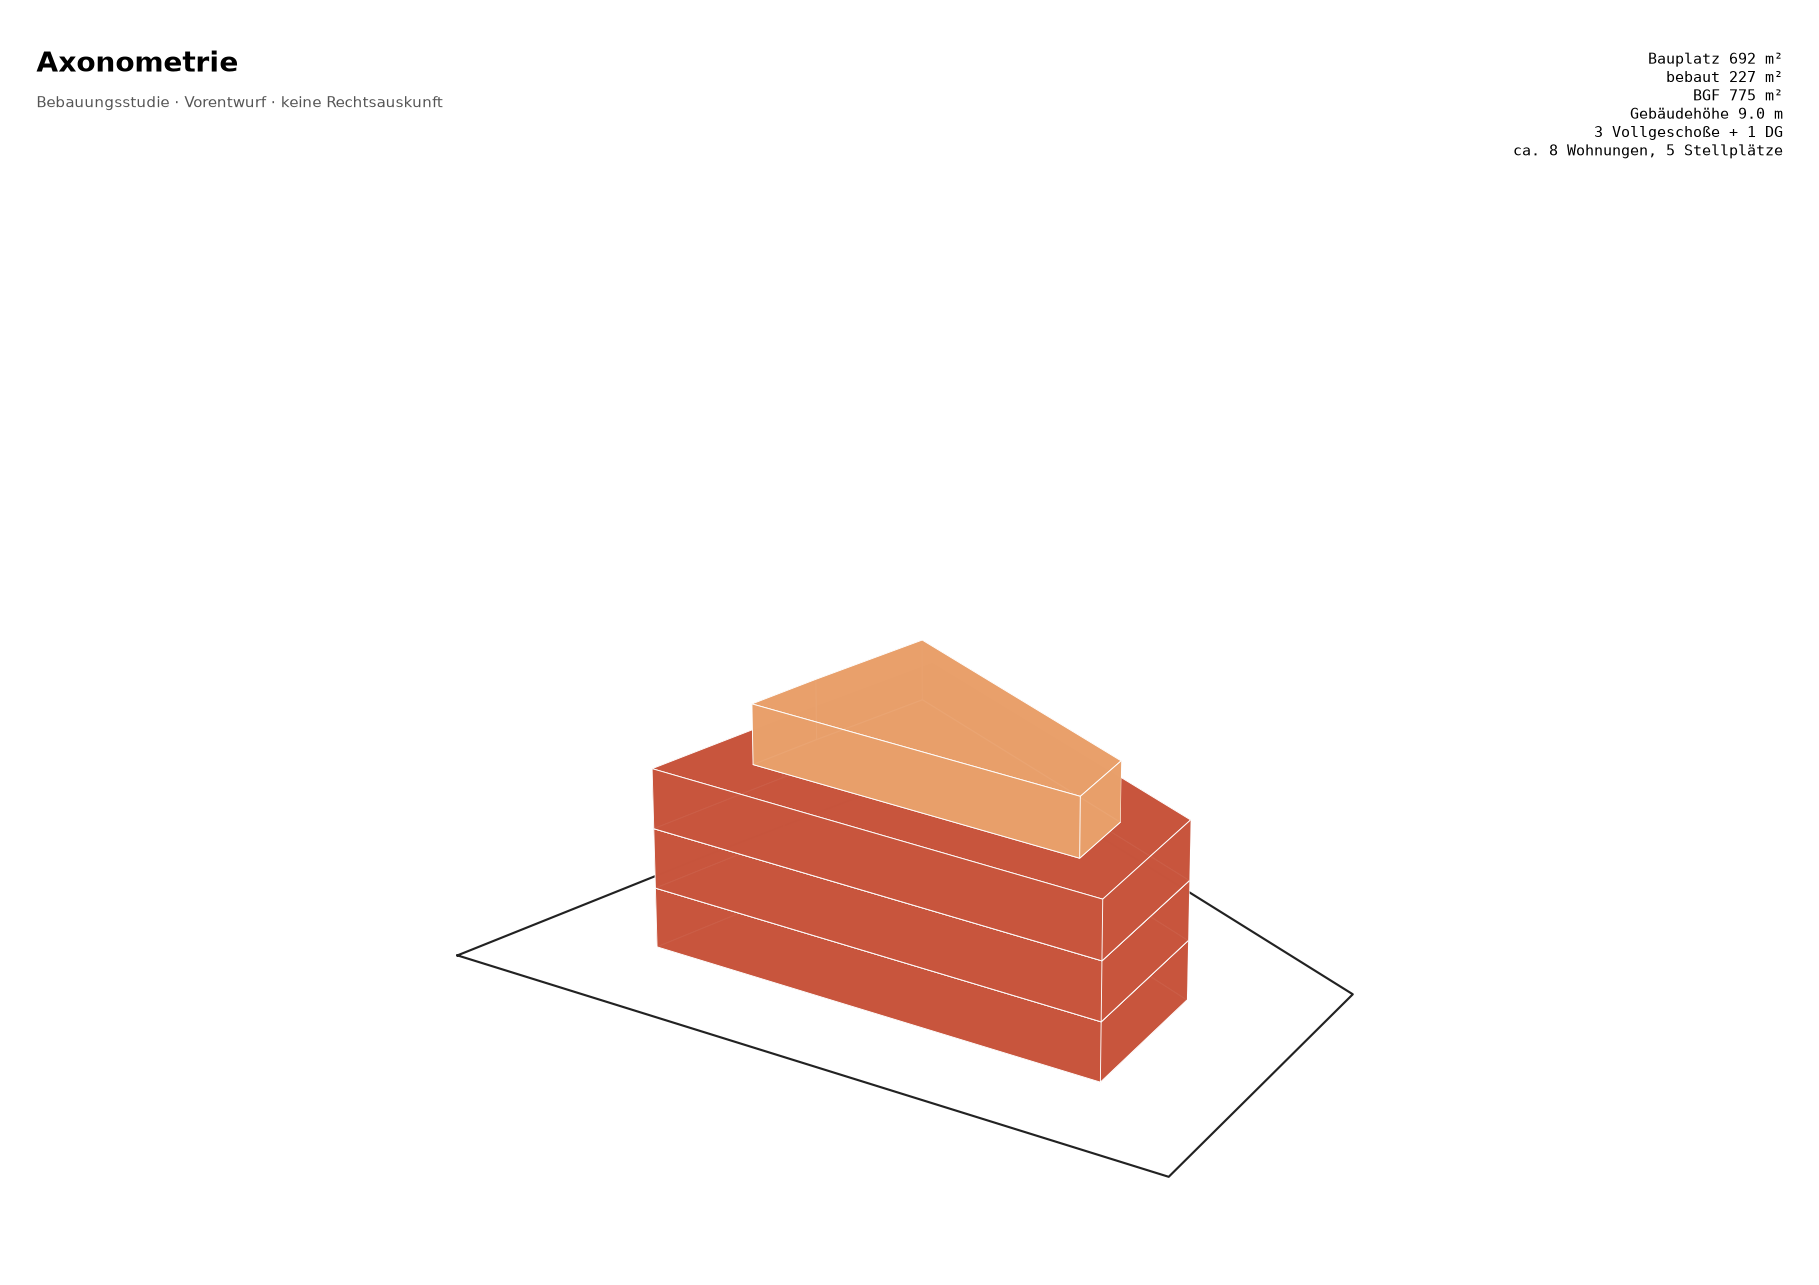 Axonometrie
Bebauungsstudie · Vorentwurf · keine Rechtsauskunft
Bauplatz 692 m²
bebaut 227 m²
BGF 775 m²
Gebäudehöhe 9.0 m
3 Vollgeschoße + 1 DG
ca. 8 Wohnungen, 5 Stellplätze